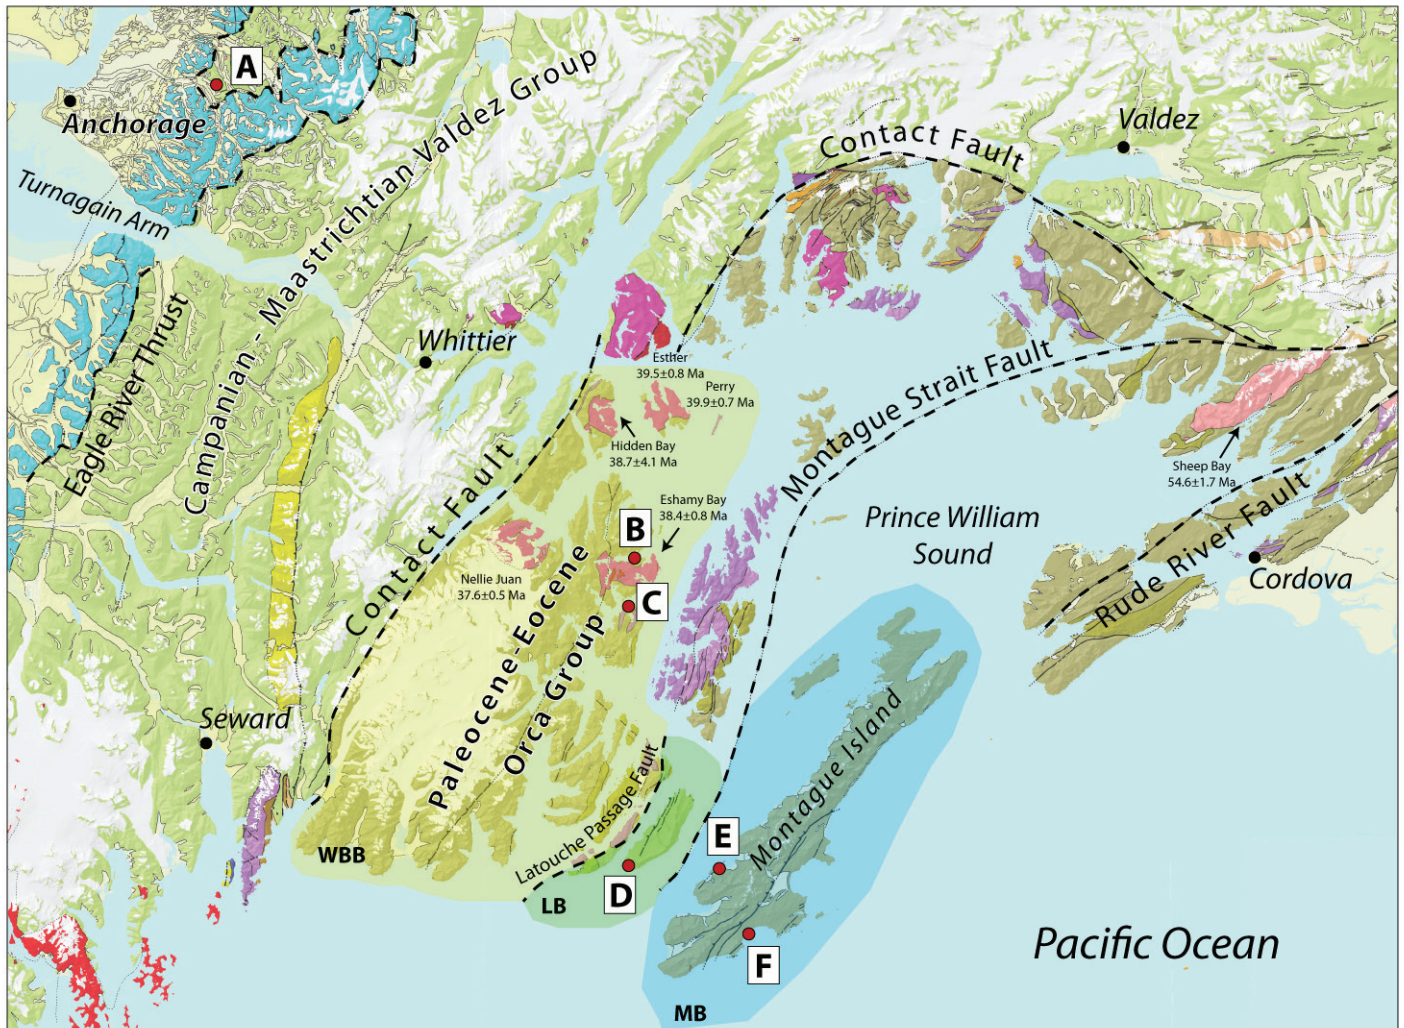 A
Anchorage
Turnagain Arm
Eagle River Thrust
Campanian - Maastrichtian Valdez Group
Whittier
Contact Fault
Valdez
Contact Fault
Esther
39.5±0.8 Ma
Perry
39.9±0.7 Ma
Hidden Bay
38.7±4.1 Ma
Montague Strait Fault
Sheep Bay
54.6±1.7 Ma
Eshamy Bay
38.4±0.8 Ma
B
Nellie Juan
37.6±0.5 Ma
C
Prince William
Sound
Rude River Fault
Cordova
Paleocene-Eocene
Orca Group
Seward
Latouche Passage Fault
Montague Island
WBB
LB
D
E
F
MB
Pacific Ocean